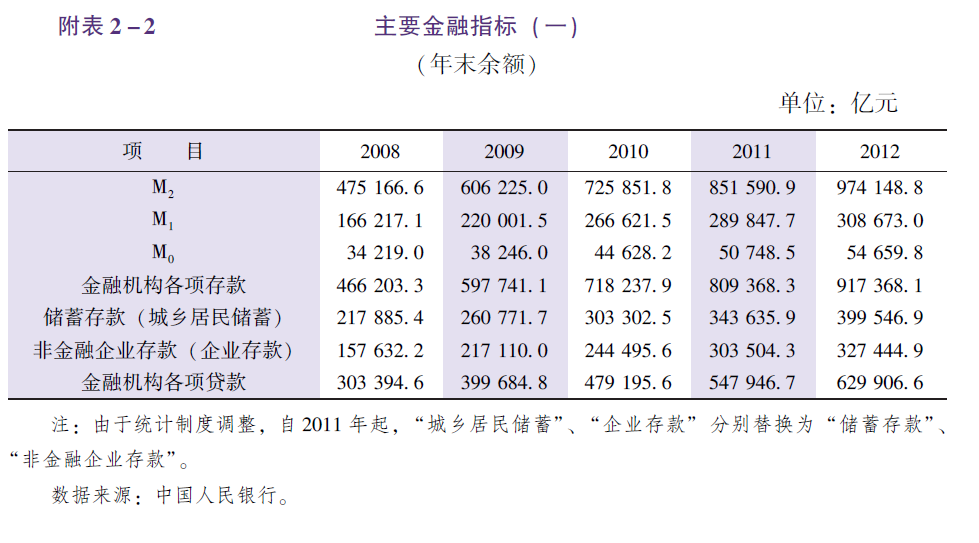 附表2－2 主要金融指标（一）
（年末余额）
单位：亿元
项 目 2008 2009 2010 2011 2012
M2 475 166.6 606 225.0 725 851.8 851 590.9 974 148.8
M1 166 217.1 220 001.5 266 621.5 289 847.7 308 673.0
M0 34 219.0 38 246.0 44 628.2 50 748.5 54 659.8
金融机构各项存款 466 203.3 597 741.1 718 237.9 809 368.3 917 368.1
储蓄存款（城乡居民储蓄） 217 885.4 260 771.7 303 302.5 343 635.9 399 546.9
非金融企业存款（企业存款） 157 632.2 217 110.0 244 495.6 303 504.3 327 444.9
金融机构各项贷款 303 394.6 399 684.8 479 195.6 547 946.7 629 906.6
注：由于统计制度调整，自2011年起，“城乡居民储蓄”、“企业存款”分别替换为“储蓄存款”、
“非金融企业存款”。
数据来源：中国人民银行。